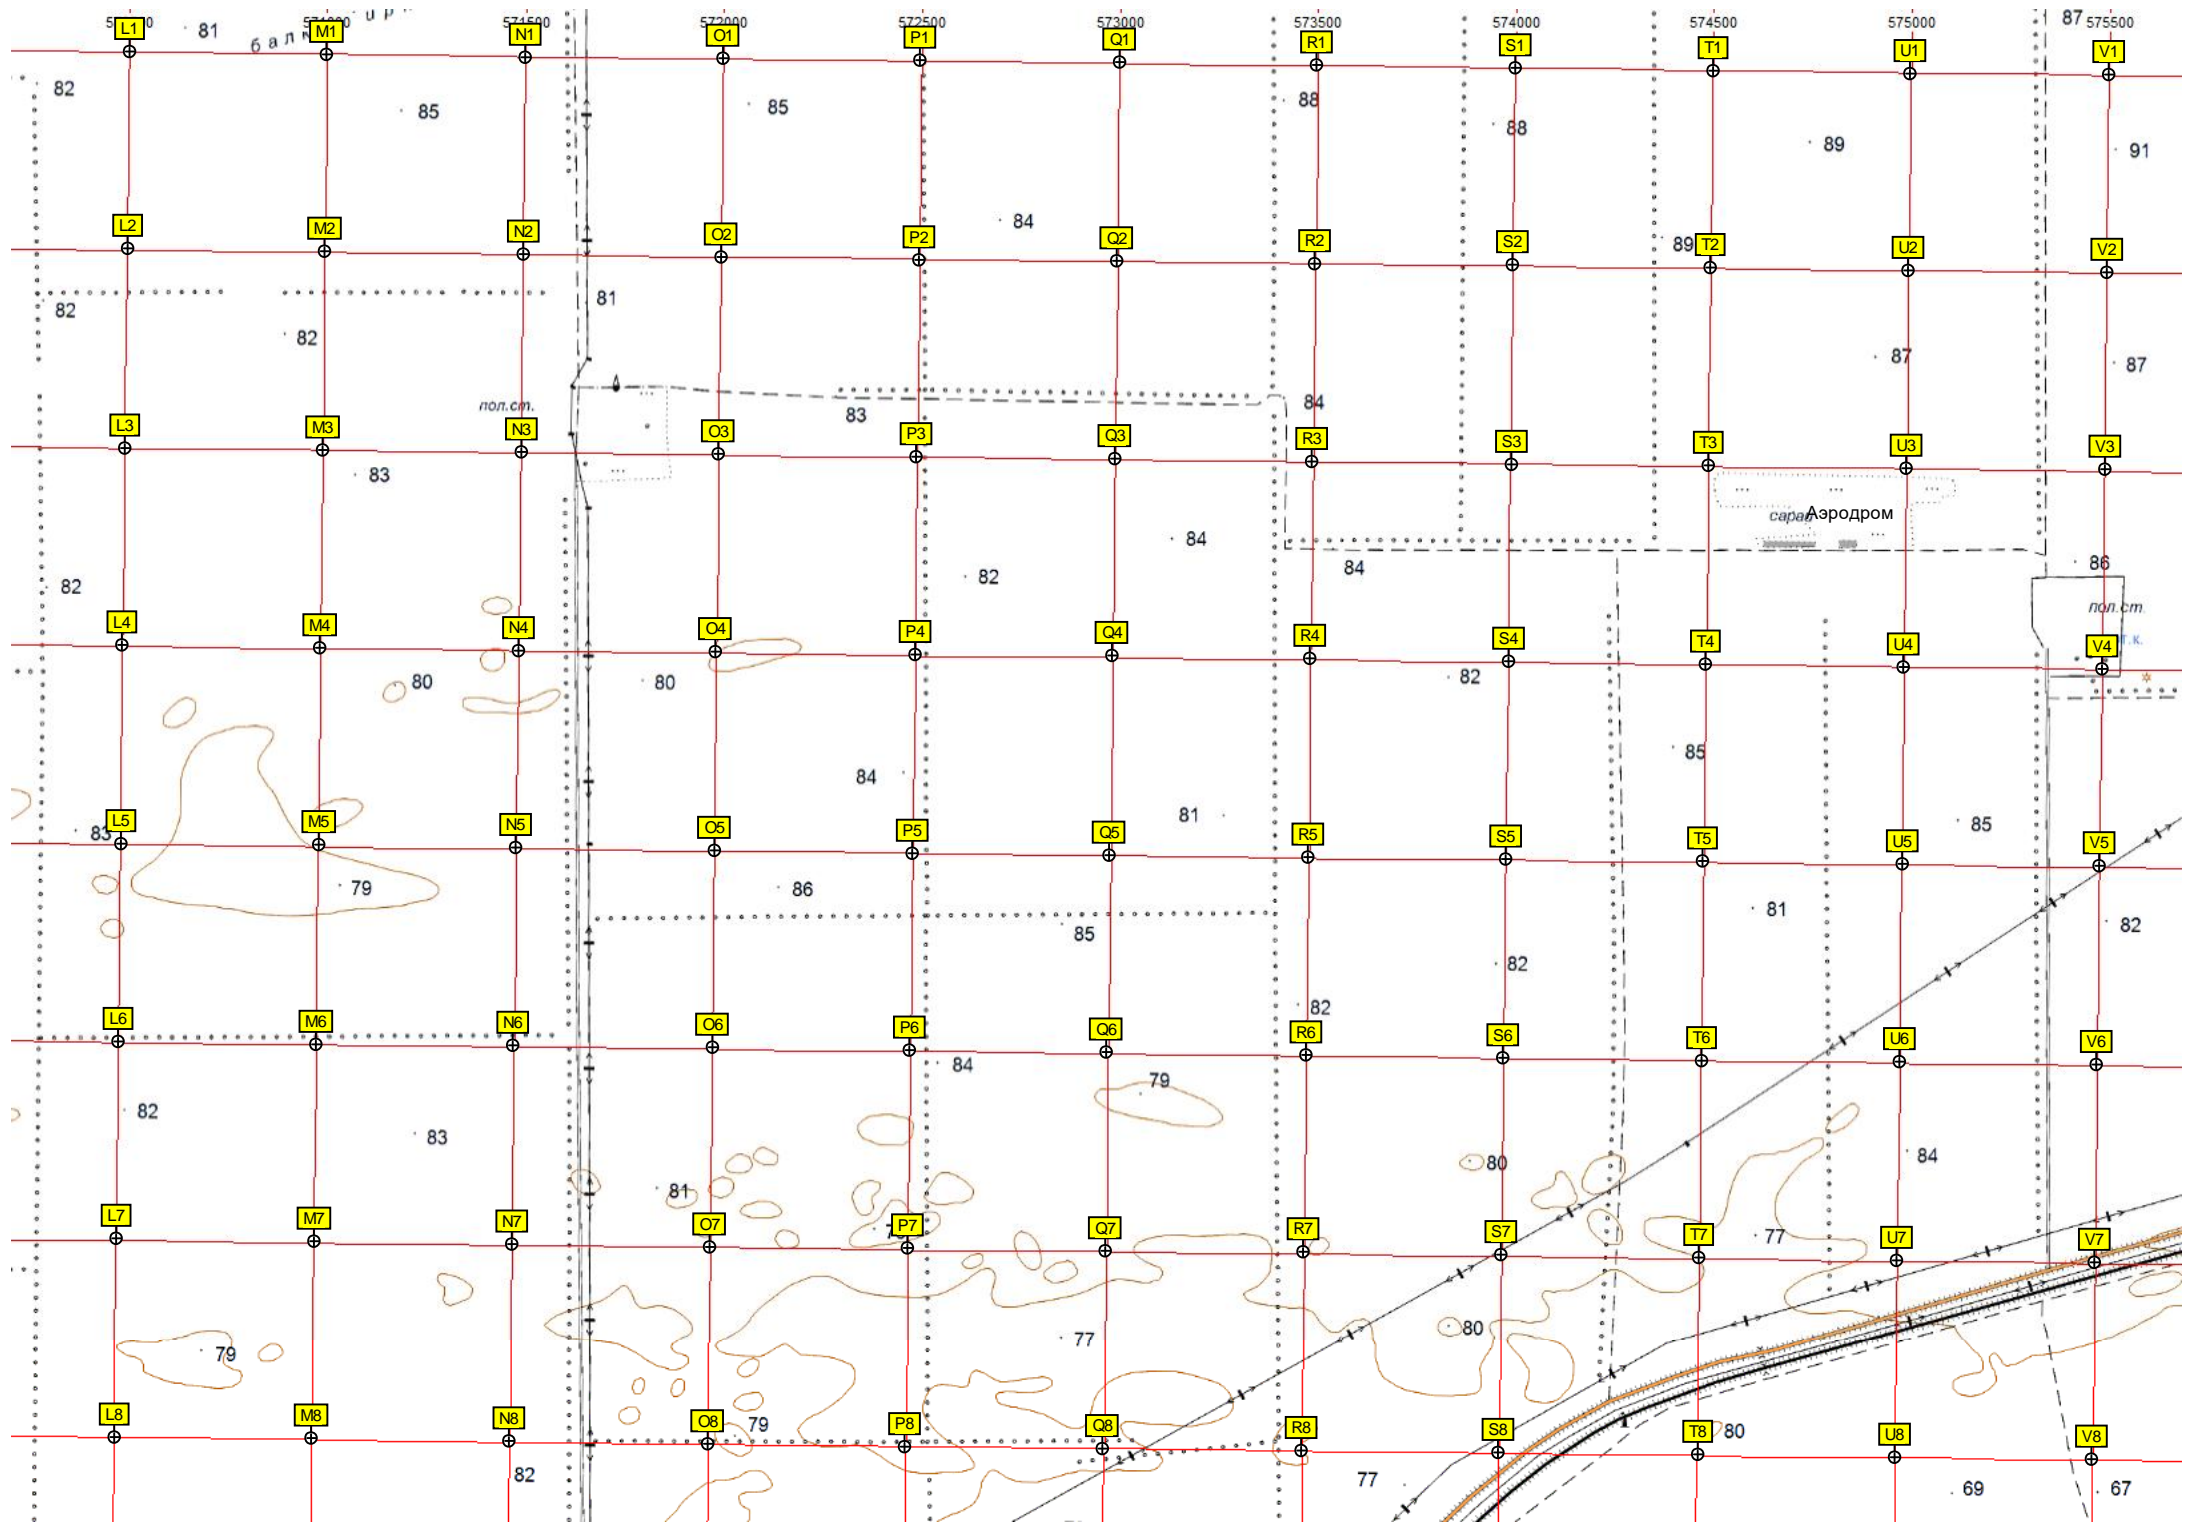 571500 572000 572500 573000 573500 574000 574500 575000 575500
L1 M1 N1 O1 P1 Q1 R1 S1 T1 U1 V1
81 87
82 85 85 88 88 89 91
L2 M2 N2 O2 P2 Q2 R2 S2 T2 U2 V2
84 89
82 82 81 87 87
пол.ст. 83 84
L3 M3 N3 O3 P3 Q3 R3 S3 T3 U3 V3
83
сарай Аэродром
82 82 84 84 86
пол.ст.
т.к.
L4 M4 N4 O4 P4 Q4 R4 S4 T4 U4 V4
80 80 82
84 81 85 85
83
L5 M5 N5 O5 P5 Q5 R5 S5 T5 U5 V5
79 86 85 81 82
82 82
L6 M6 N6 O6 P6 Q6 R6 S6 T6 U6 V6
84 79
82 83 80 84
81
L7 M7 N7 O7 P7 Q7 R7 S7 T7 U7 V7
77
79 77 80
L8 M8 N8 O8 P8 Q8 R8 S8 T8 U8 V8
79 80
82 77 69 67